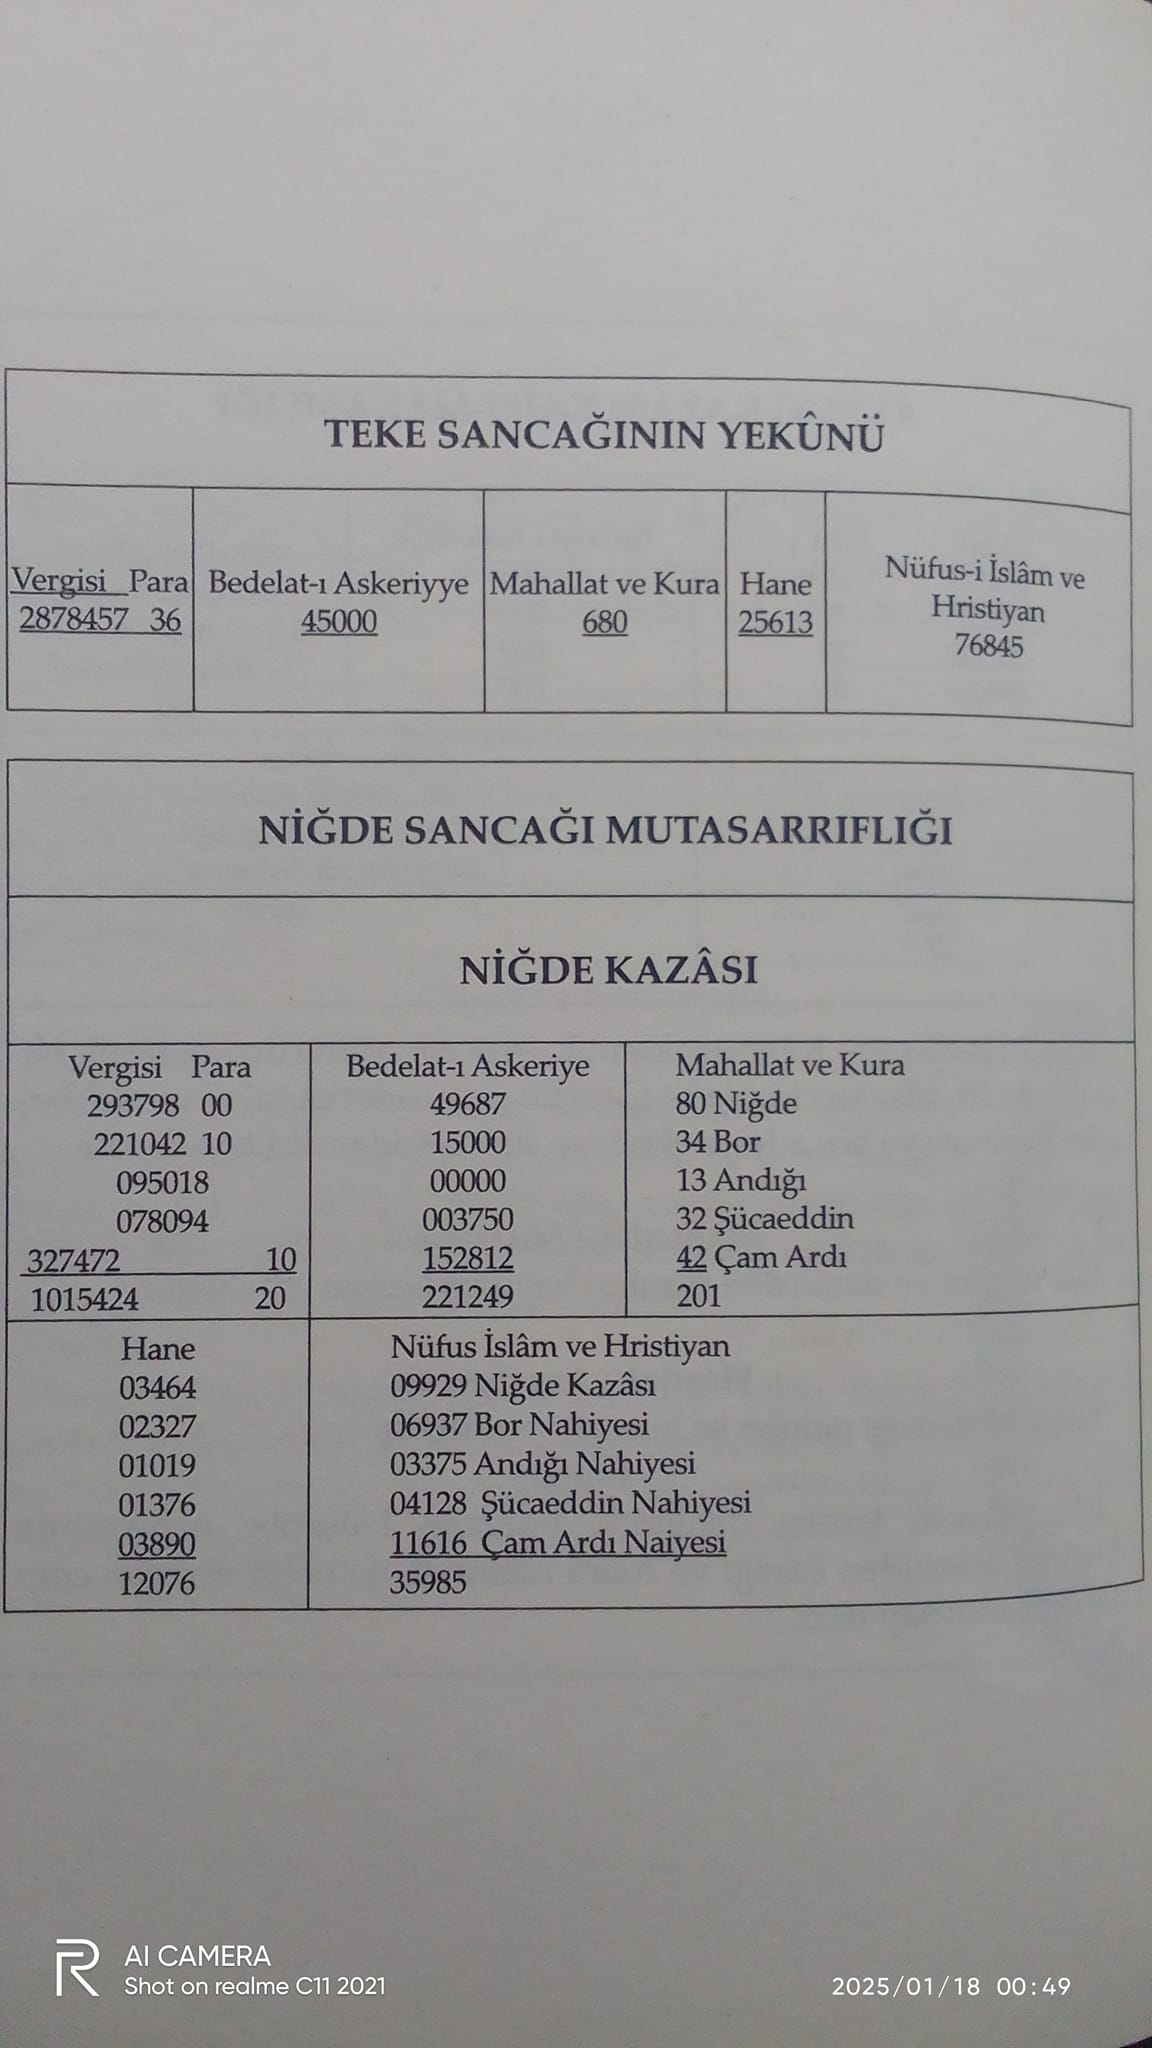 TEKE SANCAĞININ YEKÛNÜ
Vergisi Para
2878457 36
Bedelat-ı Askeriyye
45000
Mahallat ve Kura
680
Hane
25613
Nüfus-i İslâm ve
Hristiyan
76845
NİĞDE SANCAĞI MUTASARRIFLIĞI
NİĞDE KAZÂSI
Vergisi Para
293798 00
221042 10
095018
078094
327472 10
1015424 20
Bedelat-ı Askeriye
49687
15000
00000
003750
152812
221249
Mahallat ve Kura
80 Niğde
34 Bor
13 Andığı
32 Şücaeddin
42 Çam Ardı
201
Hane
03464
02327
01019
01376
03890
12076
Nüfus İslâm ve Hristiyan
09929 Niğde Kazâsı
06937 Bor Nahiyesi
03375 Andığı Nahiyesi
04128 Şücaeddin Nahiyesi
11616 Çam Ardı Naiyesi
35985
R AI CAMERA
Shot on realme C11 2021
2025/01/18 00:49